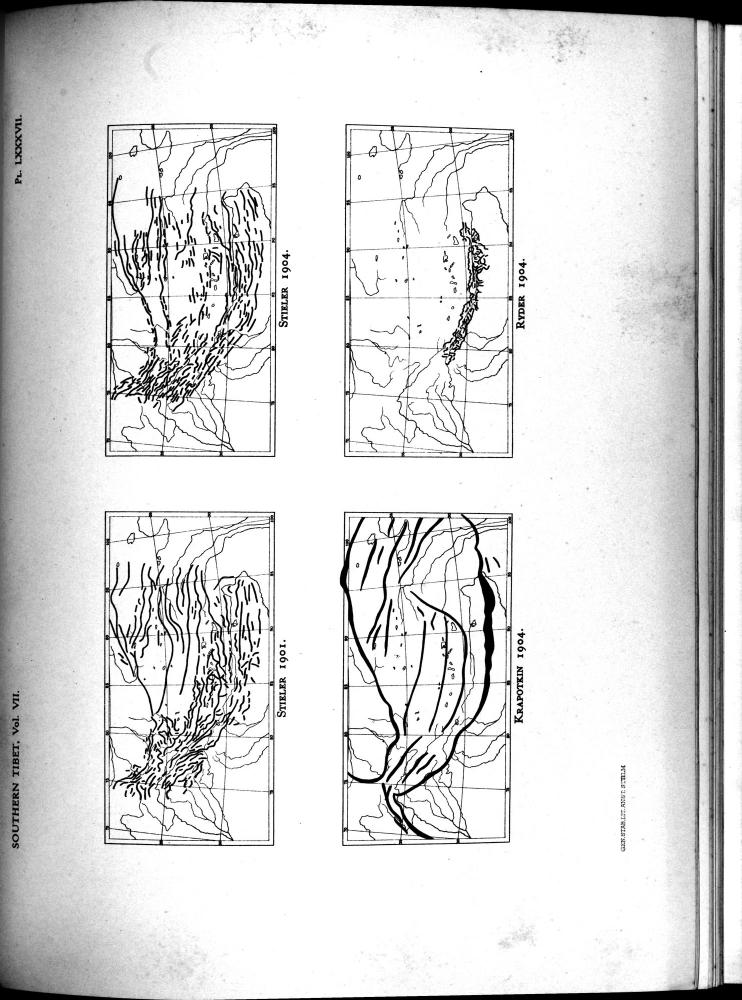 SOUTHERN TIBET, Vol. VII.
PL. LXXXVII.
STIELER 1901.
STIELER 1904.
KRAPOTKIN 1904.
RYDER 1904.
GEN. STAB. LIT. ANST. STHLM